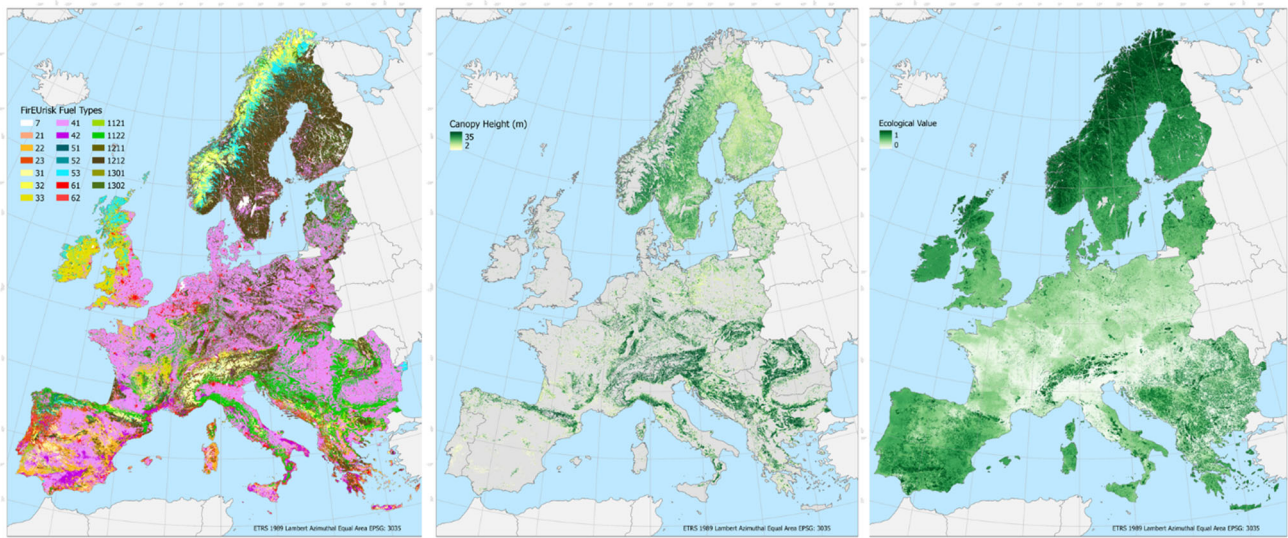 FirEUrisk Fuel Types
7 41 1121
21 42 1122
22 51 1211
23 52 1212
31 53 1301
32 61 1302
33 62
ETRS 1989 Lambert Azimuthal Equal Area EPSG: 3035
Canopy Height (m)
35
2
ETRS 1989 Lambert Azimuthal Equal Area EPSG: 3035
Ecological Value
1
0
ETRS 1989 Lambert Azimuthal Equal Area EPSG: 3035